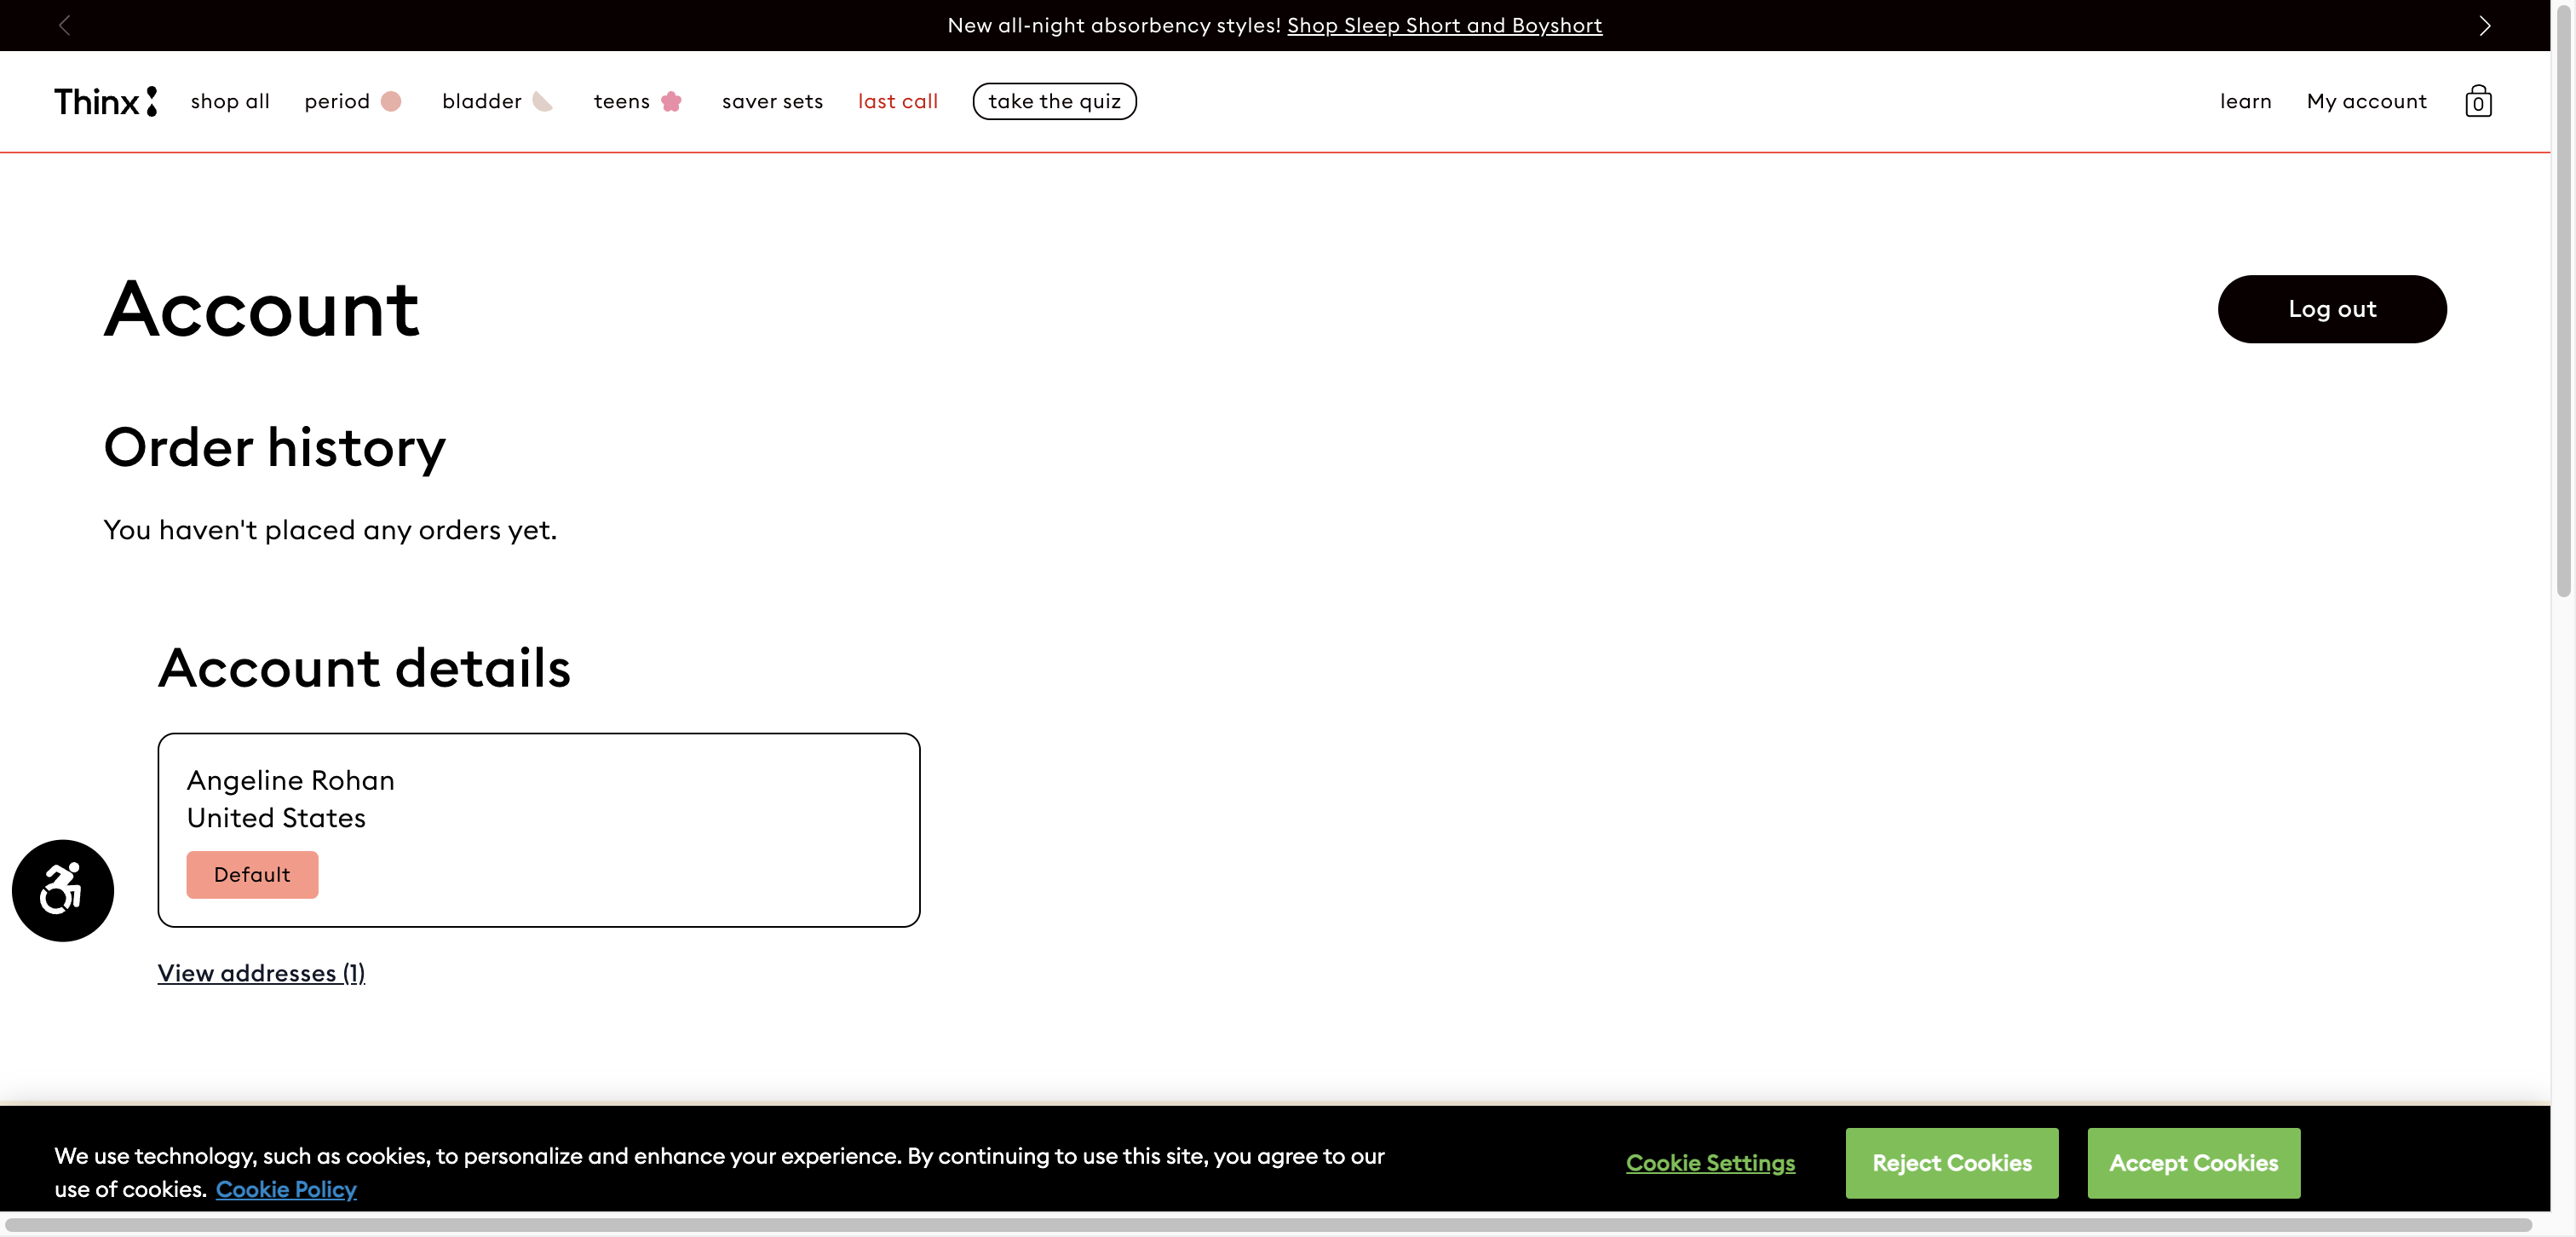 New all-night absorbency styles! Shop Sleep Short and Boyshort
Thinx shop all period bladder teens saver sets last call take the quiz learn My account 0
Account
Log out
Order history
You haven't placed any orders yet.
Account details
Angeline Rohan
United States
Default
View addresses (1)
We use technology, such as cookies, to personalize and enhance your experience. By continuing to use this site, you agree to our
use of cookies. Cookie Policy
Cookie Settings Reject Cookies Accept Cookies